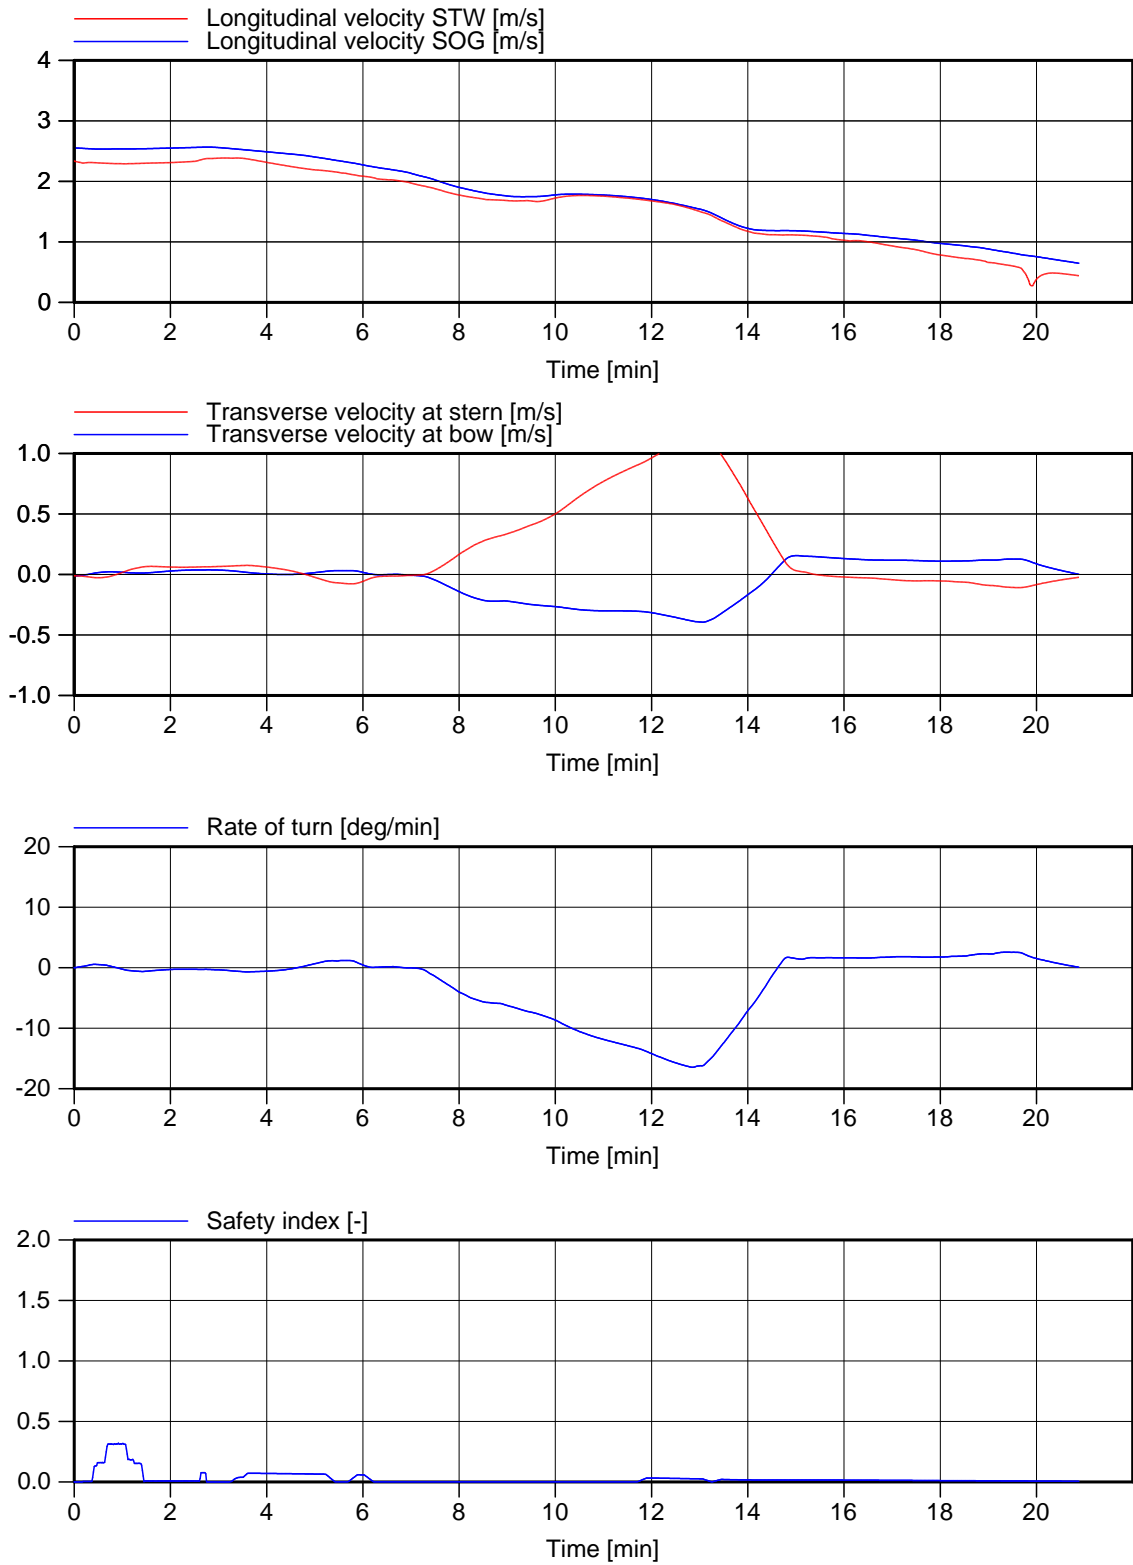 Longitudinal velocity STW [m/s]
Longitudinal velocity SOG [m/s]
4
3
2
1
0
0 2 4 6 8 10 12 14 16 18 20
Time [min]
Transverse velocity at stern [m/s]
Transverse velocity at bow [m/s]
1.0
0.5
0.0
-0.5
-1.0
0 2 4 6 8 10 12 14 16 18 20
Time [min]
Rate of turn [deg/min]
20
10
0
-10
-20
0 2 4 6 8 10 12 14 16 18 20
Time [min]
Safety index [-]
2.0
1.5
1.0
0.5
0.0
0 2 4 6 8 10 12 14 16 18 20
Time [min]